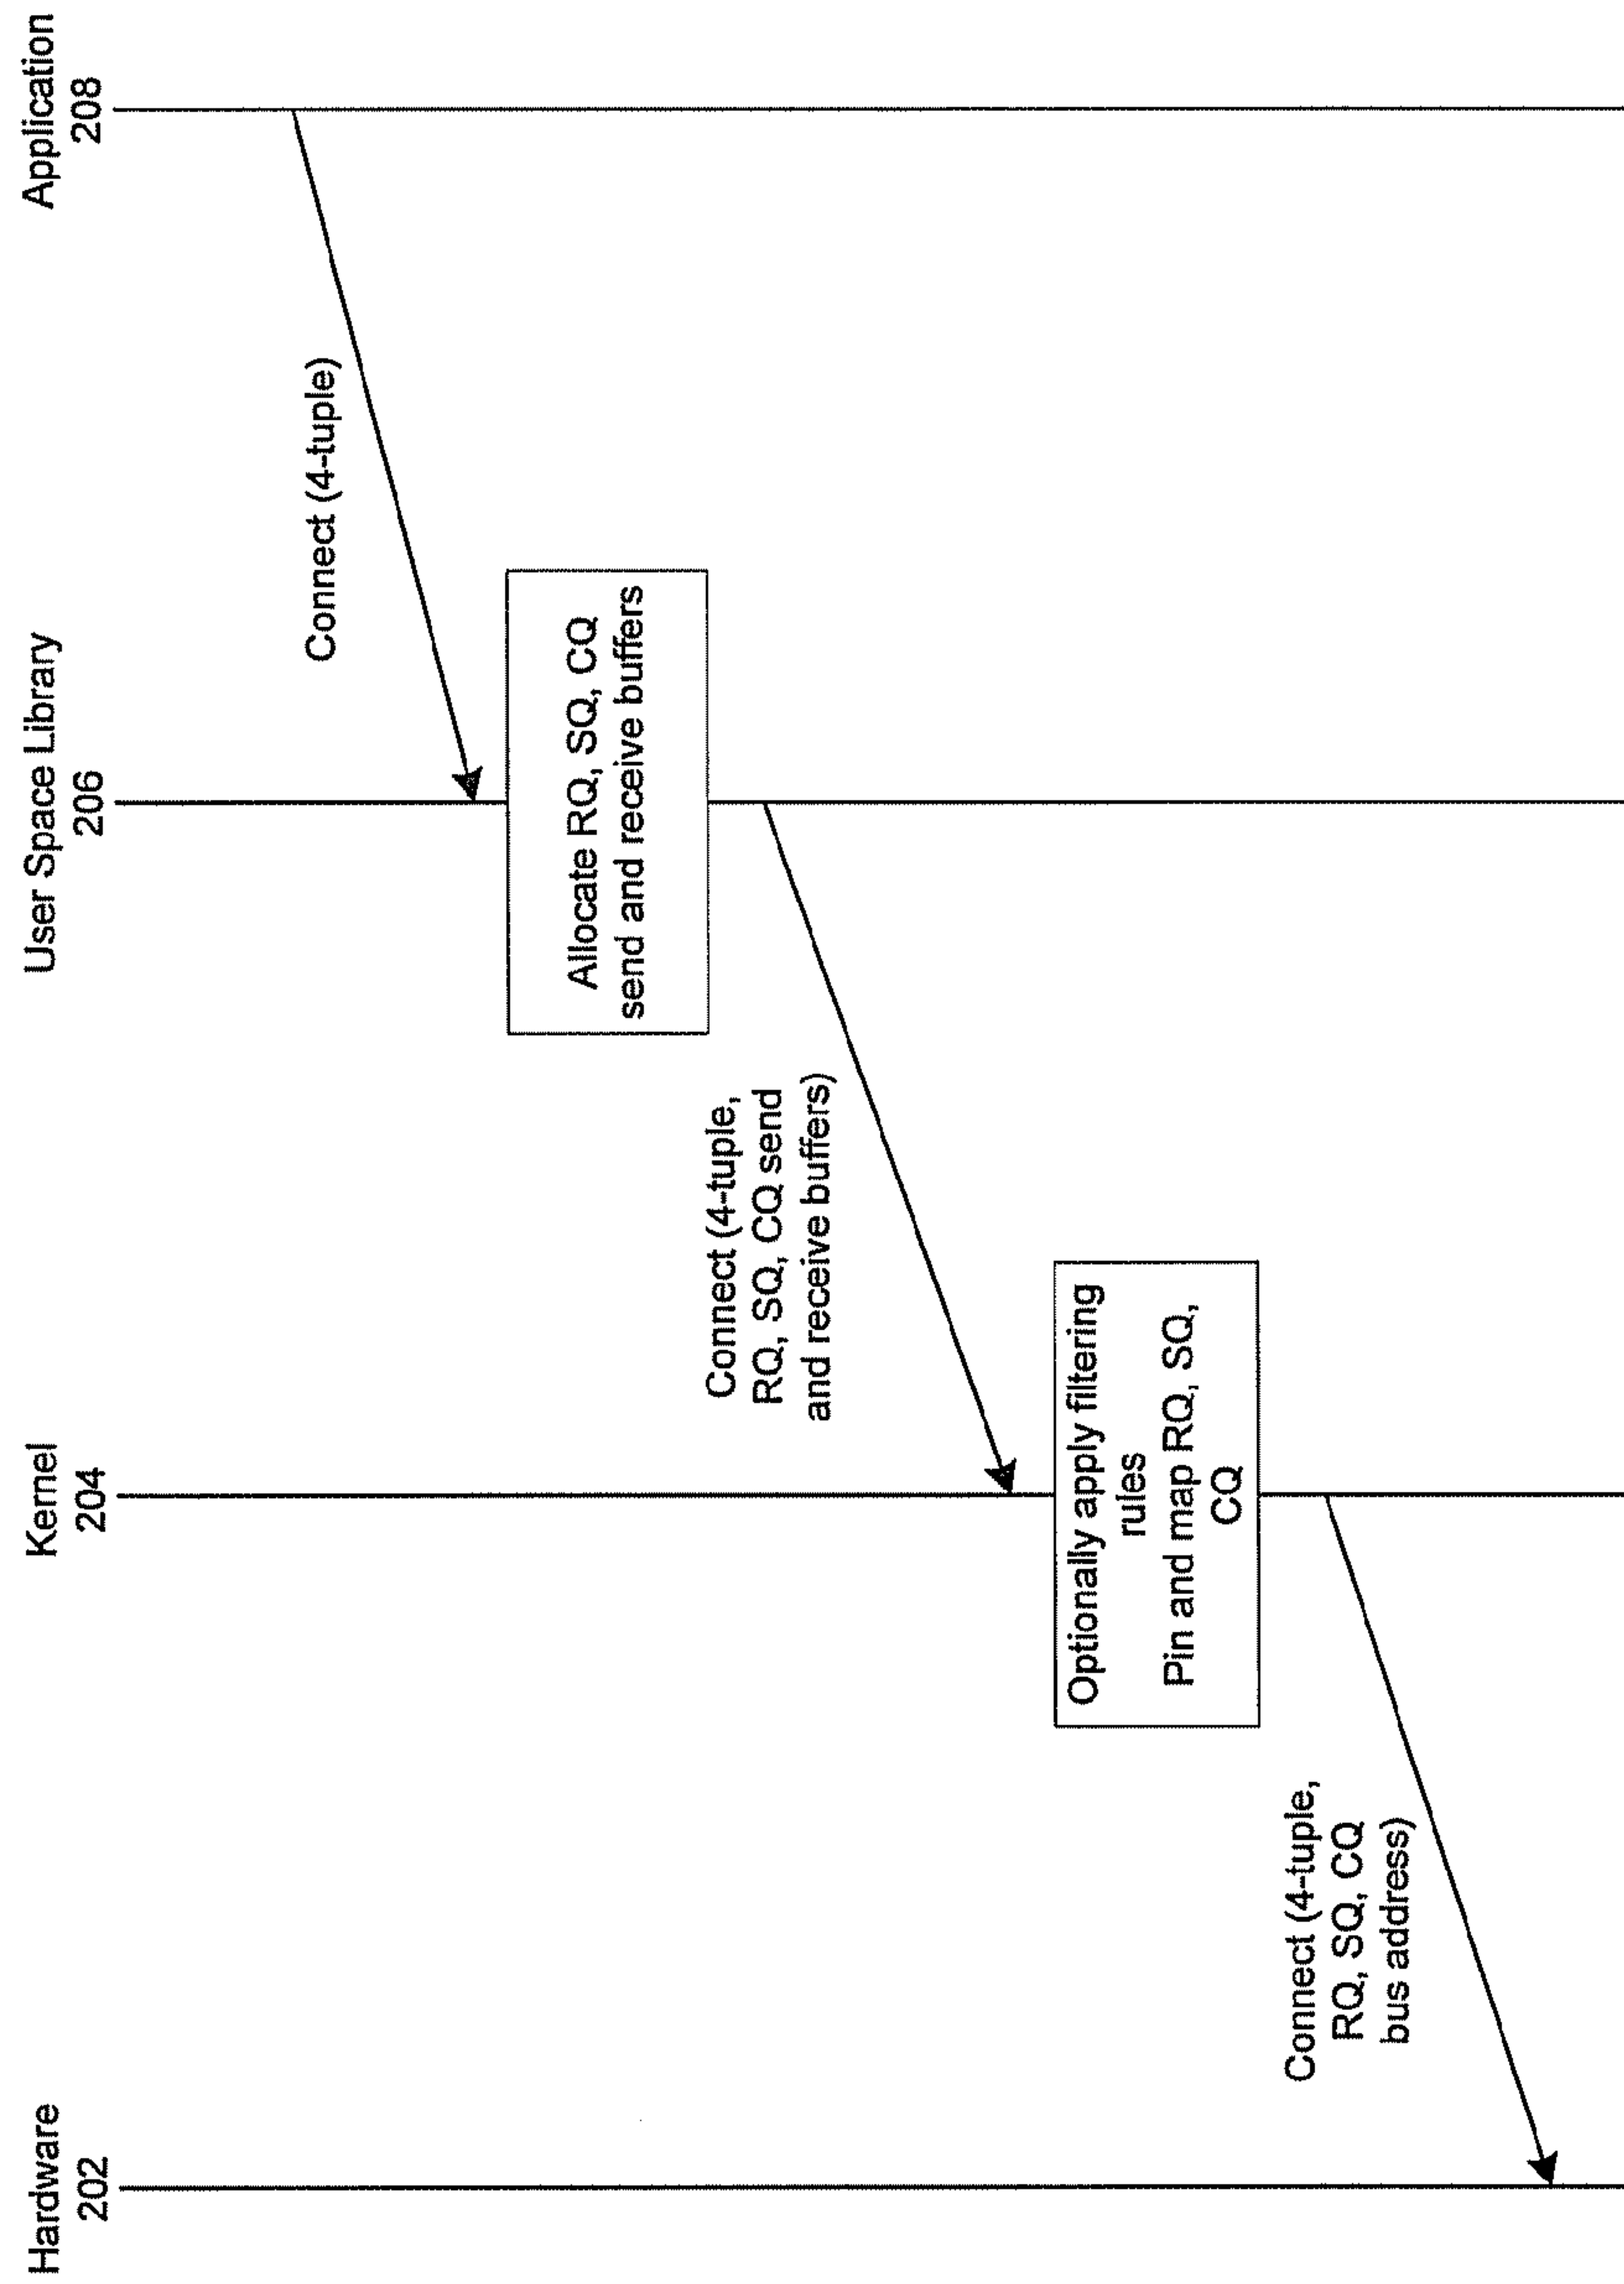 Hardware
202
Kernel
204
User Space Library
206
Application
208
Connect (4-tuple)
Allocate RQ, SQ, CQ
send and receive buffers
Connect (4-tuple,
RQ, SQ, CQ send
and receive buffers)
Optionally apply filtering
rules
Pin and map RQ, SQ,
CQ
Connect (4-tuple,
RQ, SQ, CQ
bus address)